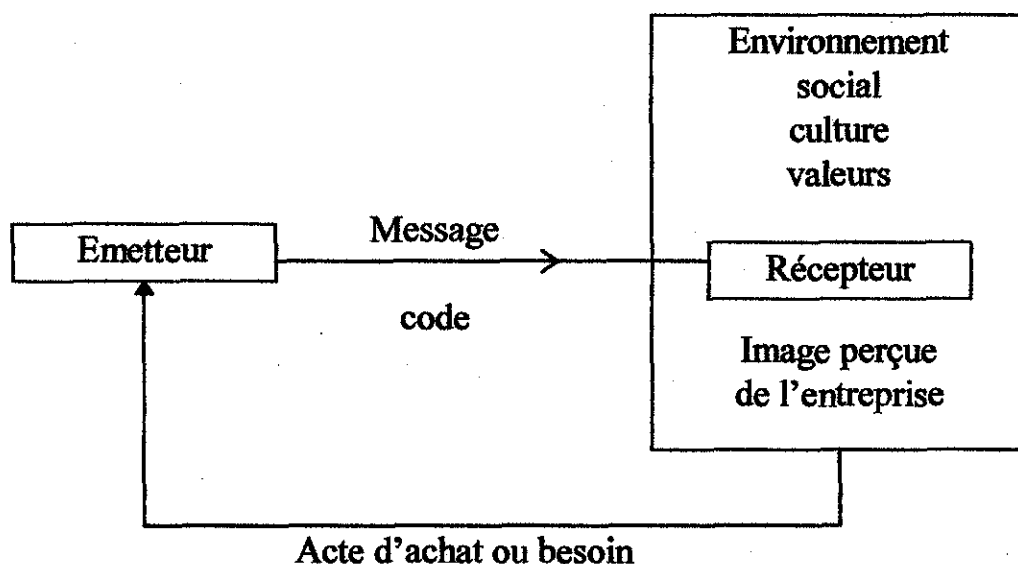 Environnement
social
culture
valeurs
Emetteur
Message
code
Récepteur
Image perçue
de l'entreprise
Acte d'achat ou besoin